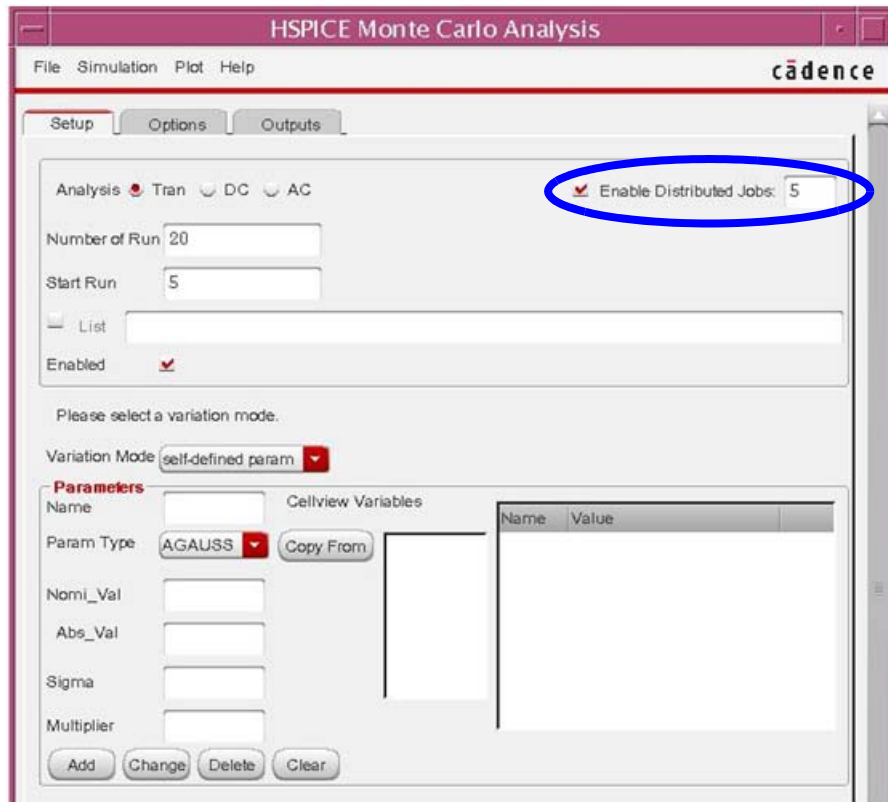 HSPICE Monte Carlo Analysis
File Simulation Plot Help
cādence
Setup Options Outputs
Analysis Tran DC AC
Enable Distributed Jobs: 5
Number of Run 20
Start Run 5
List
Enabled
Please select a variation mode.
Variation Mode self-defined param
Parameters
Name
Cellview Variables
Name Value
Param Type AGAUSS Copy From
Nomi_Val
Abs_Val
Sigma
Multiplier
Add Change Delete Clear